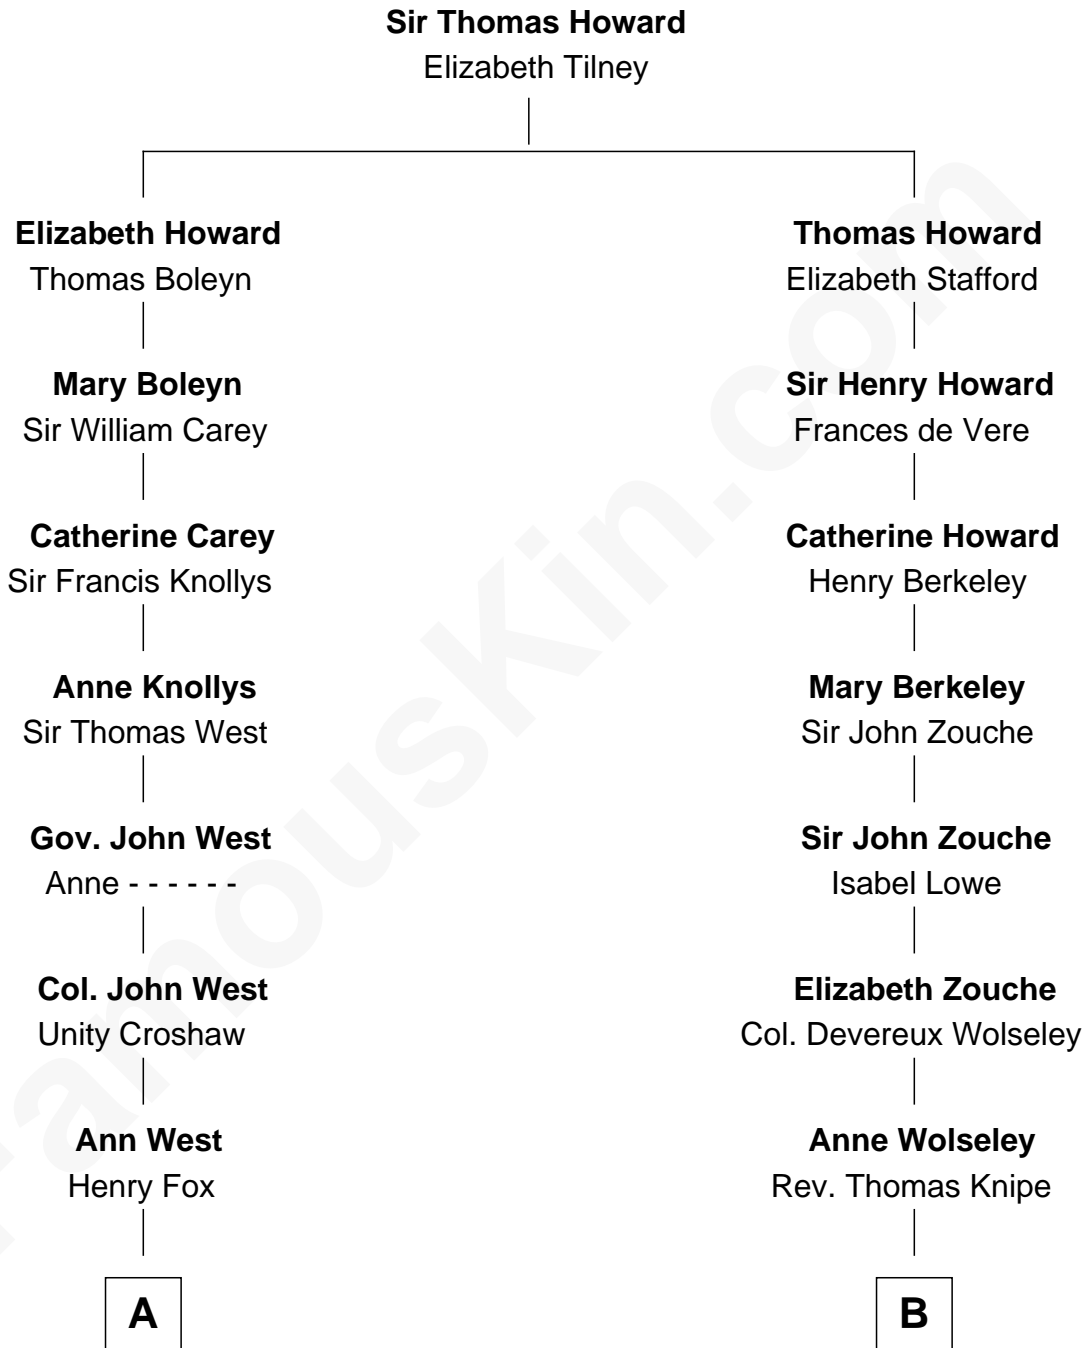 Sir Thomas Howard
Elizabeth Tilney
Elizabeth Howard
Thomas Boleyn
Thomas Howard
Elizabeth Stafford
Mary Boleyn
Sir William Carey
Sir Henry Howard
Frances de Vere
Catherine Carey
Sir Francis Knollys
Catherine Howard
Henry Berkeley
Anne Knollys
Sir Thomas West
Mary Berkeley
Sir John Zouche
Gov. John West
Anne - - - - - -
Sir John Zouche
Isabel Lowe
Col. John West
Unity Croshaw
Elizabeth Zouche
Col. Devereux Wolseley
Ann West
Henry Fox
Anne Wolseley
Rev. Thomas Knipe
A
B
FamousKin.com